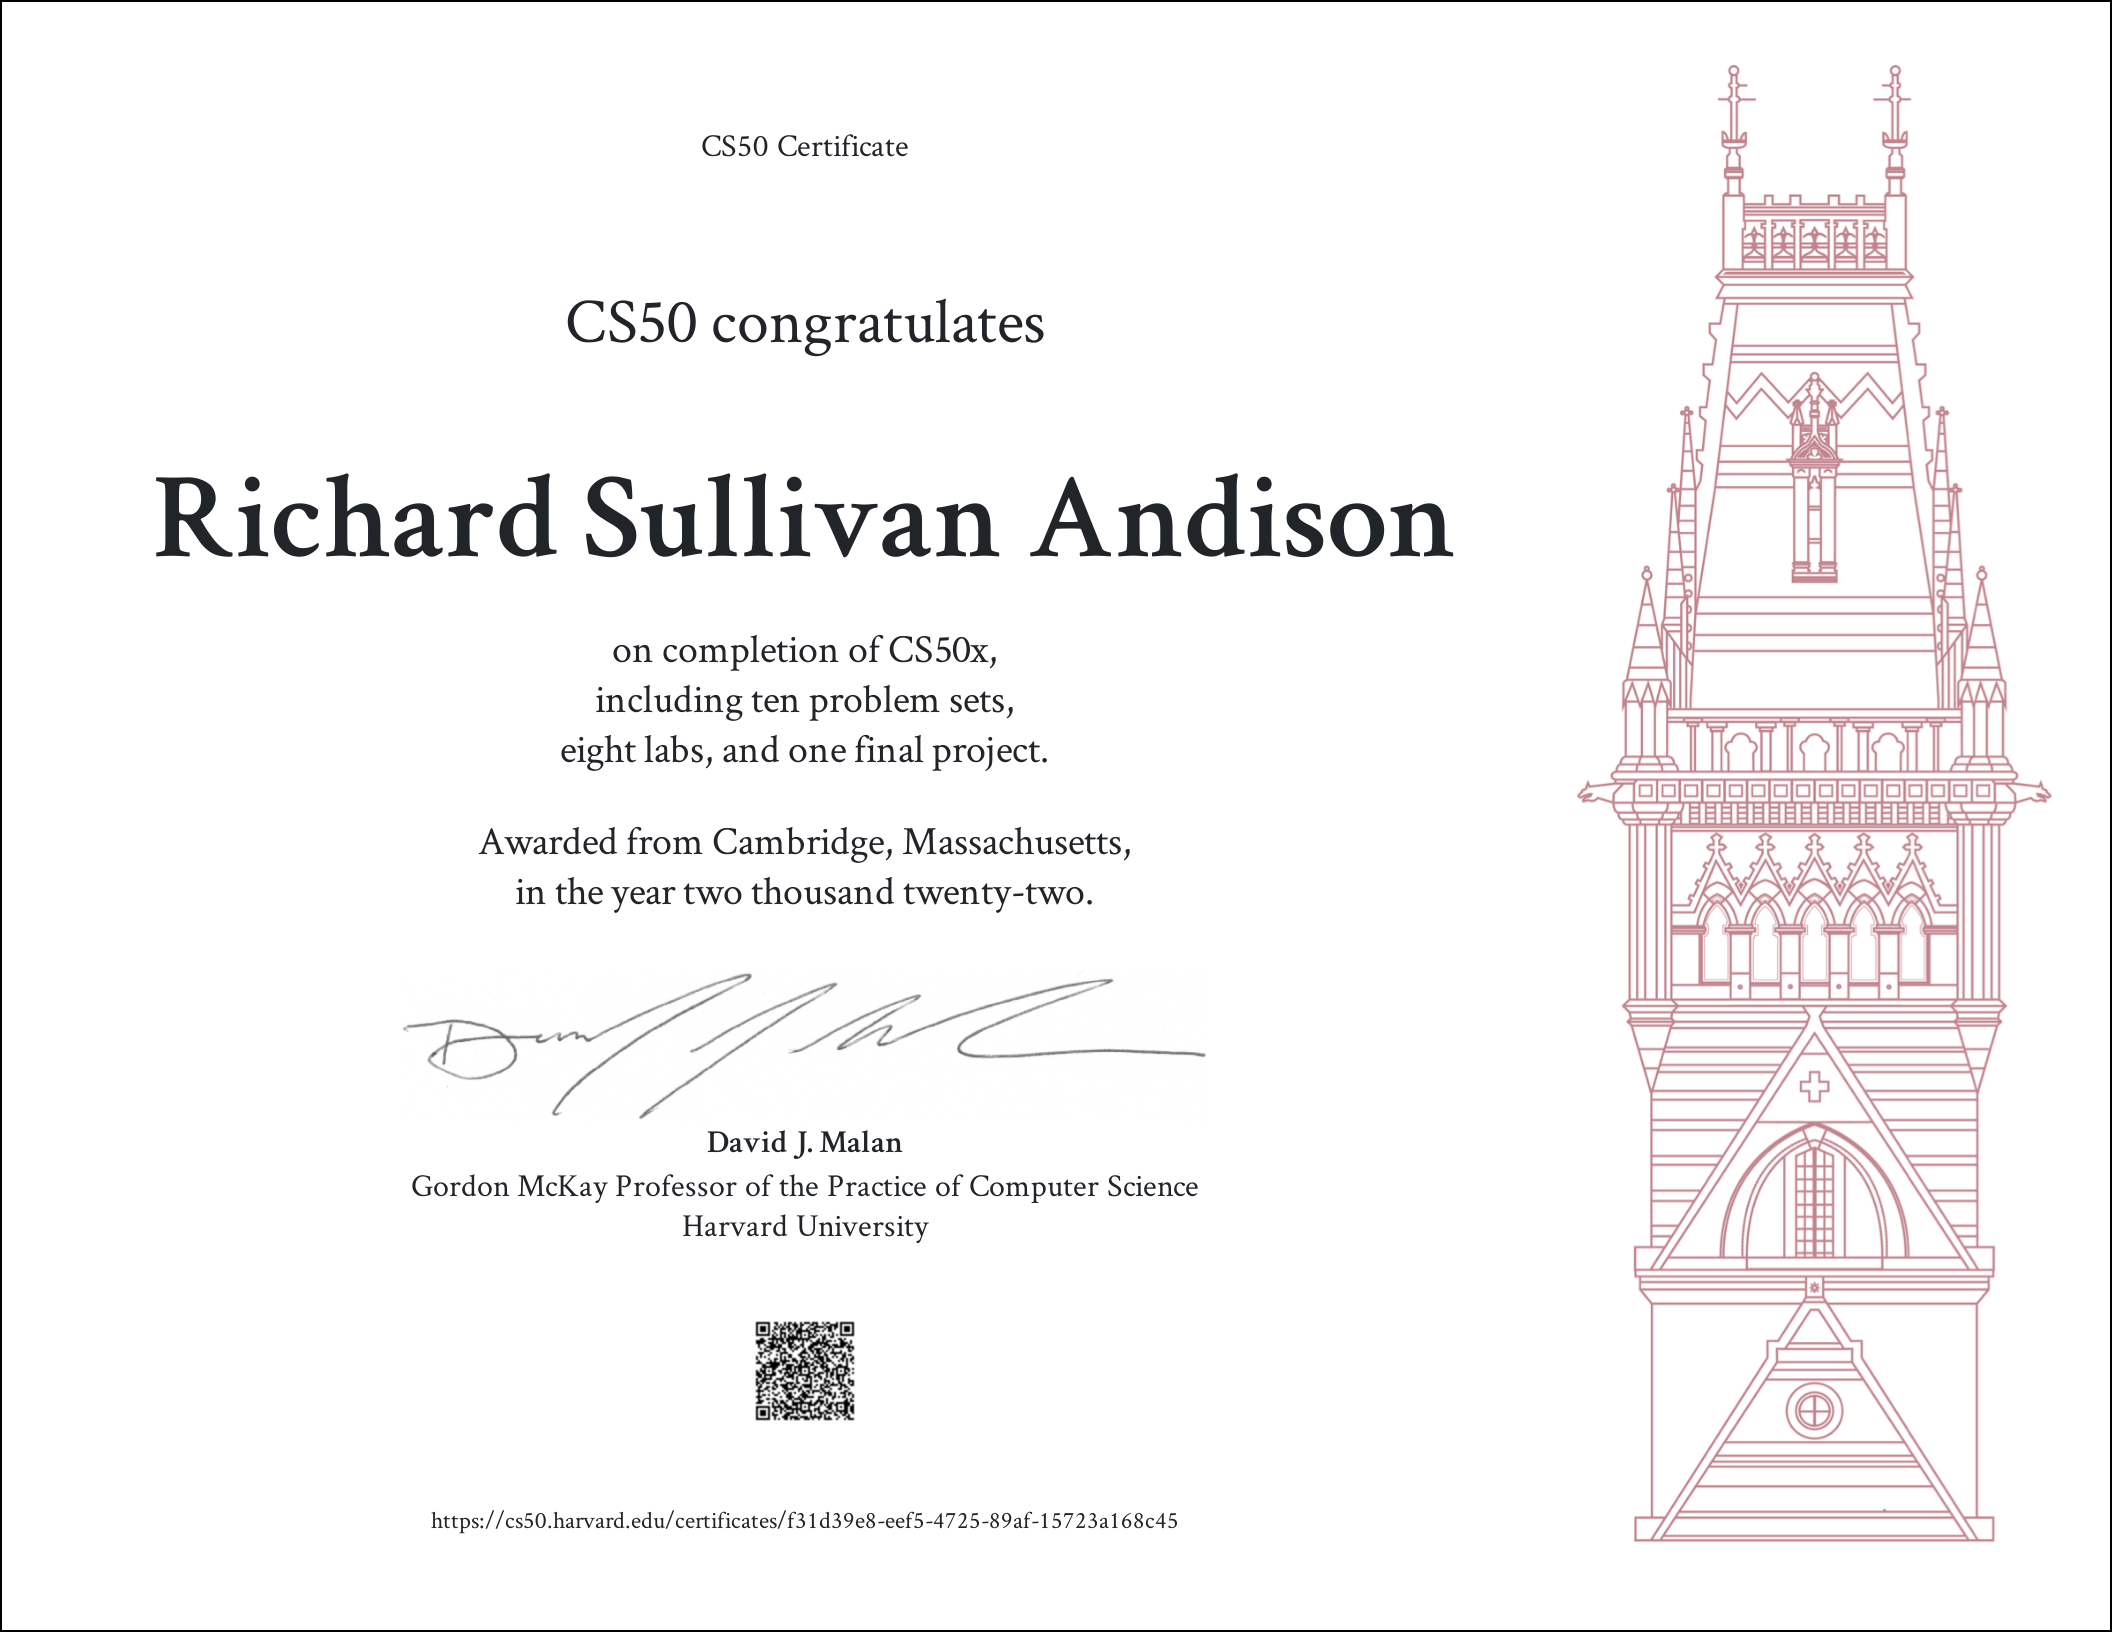 CS50 Certificate
CS50 congratulates
Richard Sullivan Andison
on completion of CS50x,
including ten problem sets,
eight labs, and one final project.
Awarded from Cambridge, Massachusetts,
in the year two thousand twenty-two.
David J. Malan
Gordon McKay Professor of the Practice of Computer Science
Harvard University
https://cs50.harvard.edu/certificates/f31d39e8-eef5-4725-89af-15723a168c45